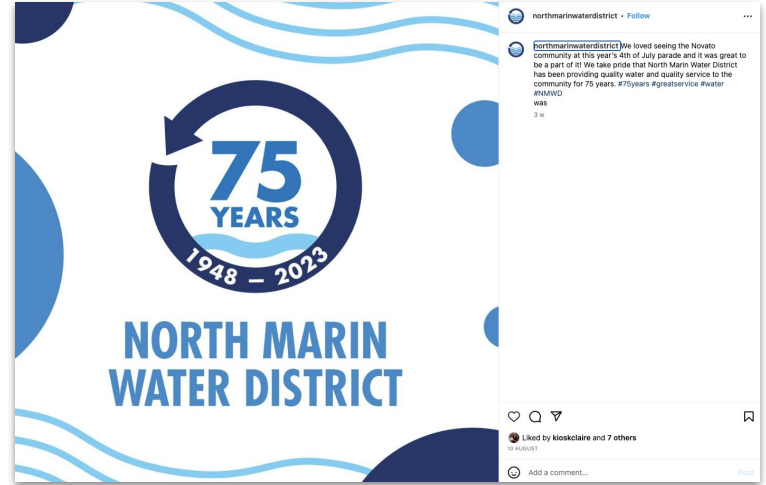 75
YEARS
1948 – 2023
NORTH MARIN
WATER DISTRICT
northmarinwaterdistrict • Follow
northmarinwaterdistrict We loved seeing the Novato
community at this year's 4th of July parade and it was great to
be a part of it! We take pride that North Marin Water District
has been providing quality water and quality service to the
community for 75 years. #75years #greatservice #water
#NMWD
was
3 w
Liked by kioskclaire and 7 others
10 AUGUST
Add a comment...
Post